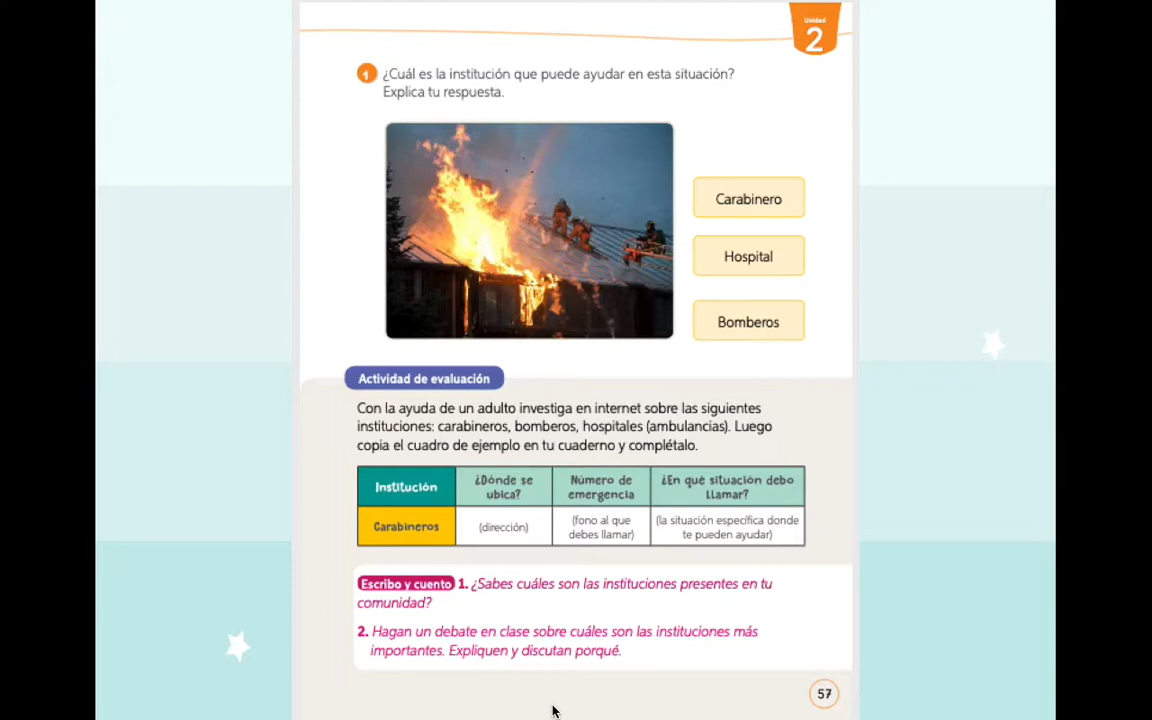 Unidad
2
1 ¿Cuál es la institución que puede ayudar en esta situación?
Explica tu respuesta.
Carabinero
Hospital
Bomberos
Actividad de evaluación
Con la ayuda de un adulto investiga en internet sobre las siguientes
instituciones: carabineros, bomberos, hospitales (ambulancias). Luego
copia el cuadro de ejemplo en tu cuaderno y complétalo.
Institución
¿Dónde se
ubica?
Número de
emergencia
¿En qué situación debo
llamar?
Carabineros
(dirección)
(fono al que
debes llamar)
(la situación específica donde
te pueden ayudar)
Escribo y cuento 1. ¿Sabes cuáles son las instituciones presentes en tu
comunidad?
2. Hagan un debate en clase sobre cuáles son las instituciones más
importantes. Expliquen y discutan porqué.
57